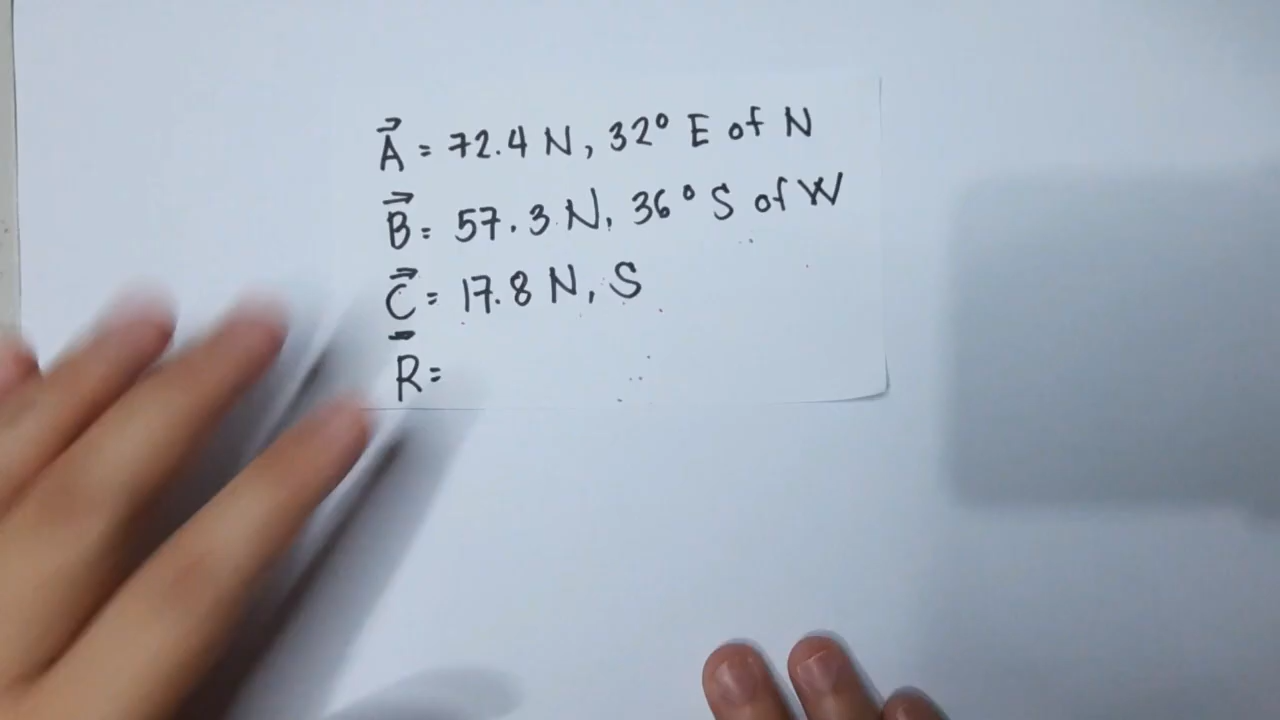 A⃗ = 72.4 N, 32° E of N
B⃗ = 57.3 N, 36° S of W
C⃗ = 17.8 N, S
R⃗ =